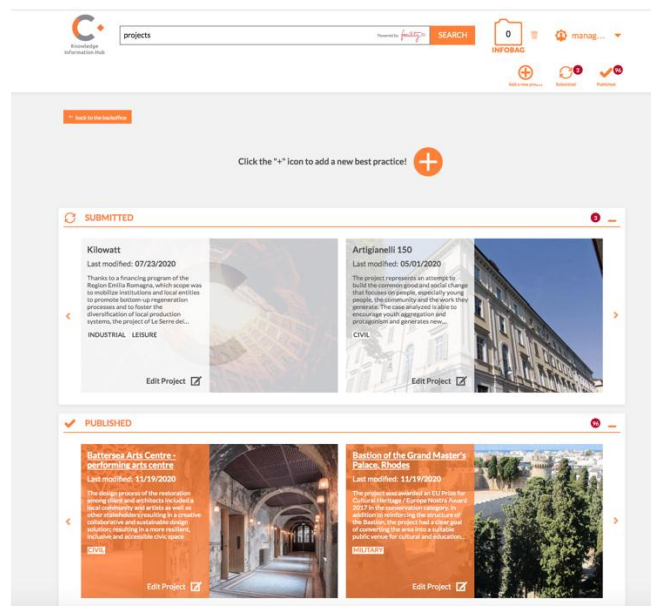 C+
Knowledge
Information Hub
projects
Powered by facility
SEARCH
0
INFOBAG
manag...
Add a new pro...
3
Submitted
96
Published
← Back to the backoffice
Click the "+" icon to add a new best practice!
SUBMITTED
3
Kilowatt
Last modified: 07/23/2020
Thanks to a financing program of the
Region Emilia Romagna, which scope was
to mobilize institutions and local entities
to promote bottom-up regeneration
processes and to foster the
diversification of local production
systems, the project of Le Serre dei...
INDUSTRIAL LEISURE
Edit Project
Artigianelli 150
Last modified: 05/01/2020
The project represents an attempt to
build the common good and social change
that focuses on people, especially young
people, the community and the work they
generate. The case analyzed is able to
encourage youth aggregation and
protagonism and generates new...
CIVIL
Edit Project
PUBLISHED
96
Battersea Arts Centre -
performing arts centre
Last modified: 11/19/2020
The design process of the restoration
among client and architects included a
local community and artists as well as
other stakeholders resulting in a creative
collaborative and sustainable design
solution; resulting in a more resilient,
inclusive and accessible civic space
CIVIL
Edit Project
Bastion of the Grand Master's
Palace, Rhodes
Last modified: 11/19/2020
The project was awarded an EU Prize for
Cultural Heritage / Europe Nostra Award
2017 in the conservation category. In
addition to reinforcing the structure of
the Bastion, the project had a clear goal
of converting the area into a suitable
public venue for cultural and education...
MILITARY
Edit Project